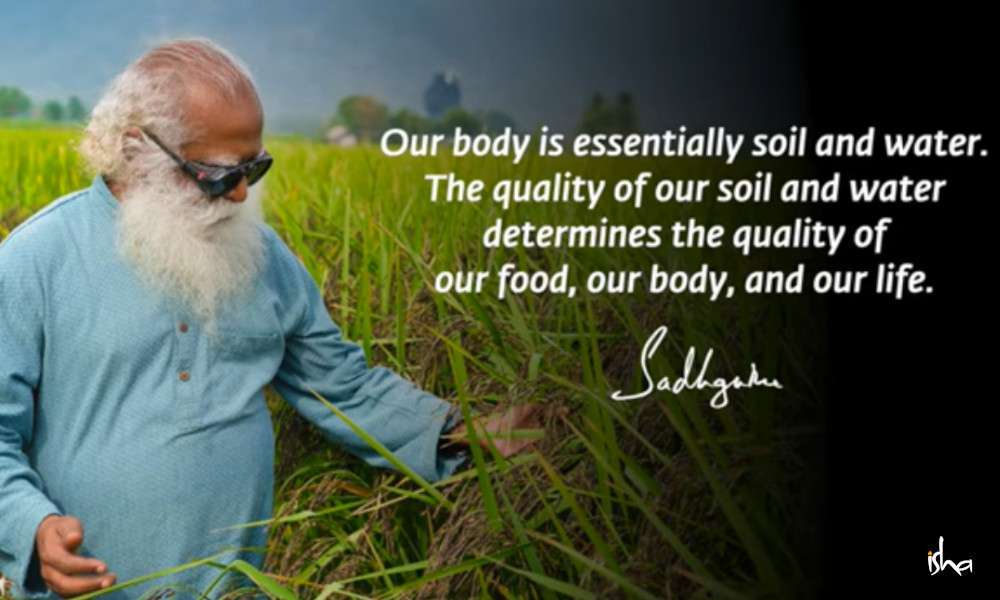 Our body is essentially soil and water.
The quality of our soil and water
determines the quality of
our food, our body, and our life.
Sadhguru
isha